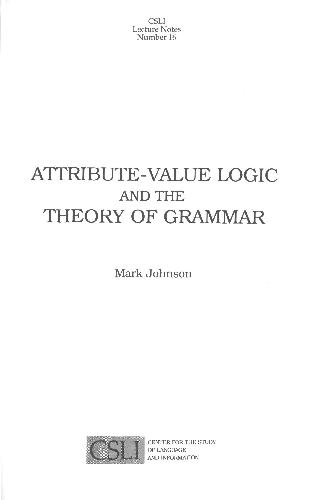 CSLI
Lecture Notes
Number 16
ATTRIBUTE-VALUE LOGIC
AND THE
THEORY OF GRAMMAR
Mark Johnson
CSLI
CENTER FOR THE STUDY
OF LANGUAGE
AND INFORMATION